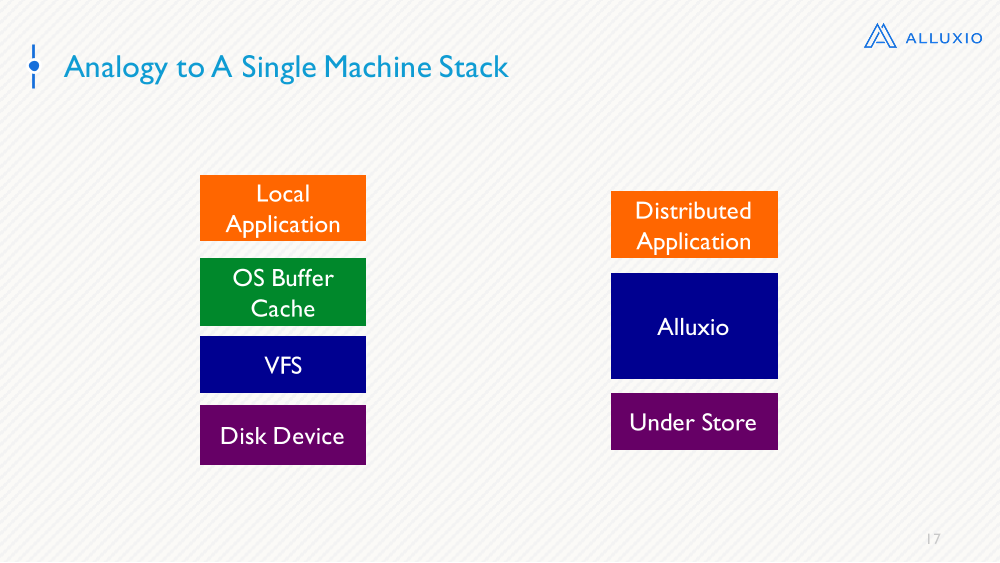 ALLUXIO
Analogy to A Single Machine Stack
Local
Application
OS Buffer
Cache
VFS
Disk Device
Distributed
Application
Alluxio
Under Store
17